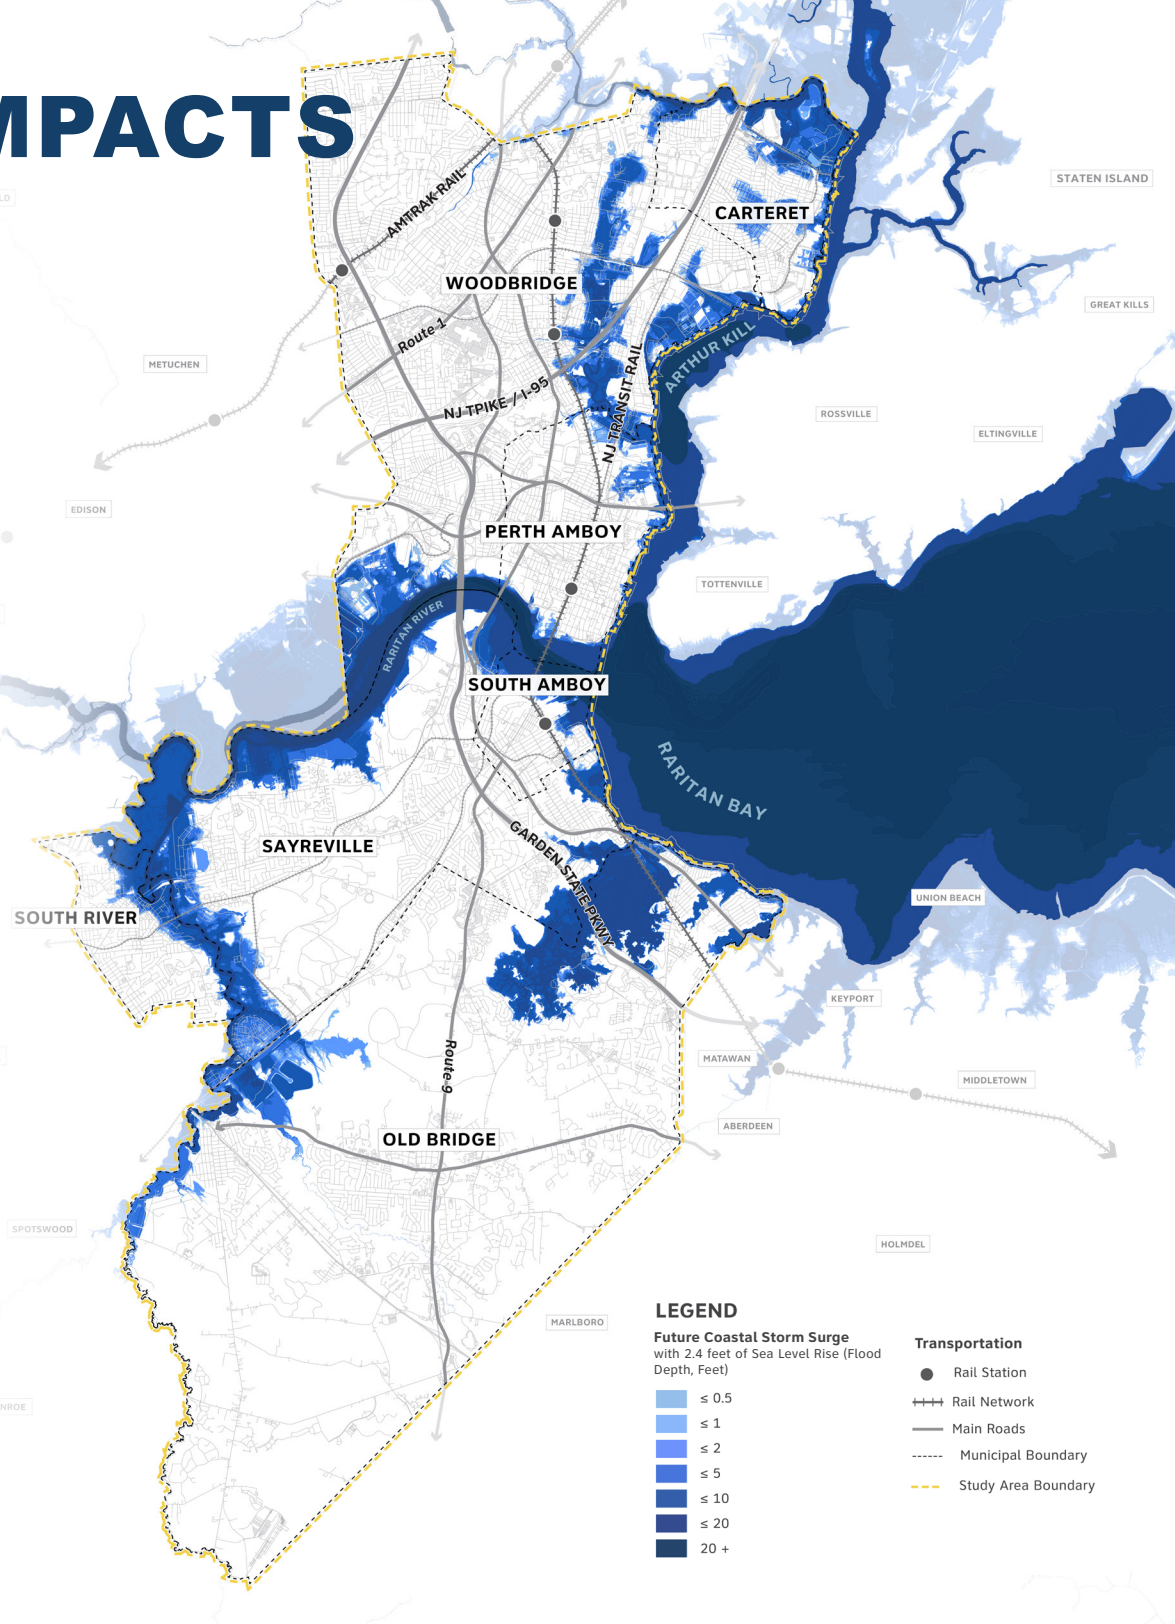 MPACTS
STATEN ISLAND
AMTRAK RAIL
CARTERET
WOODBRIDGE
GREAT KILLS
Route 1
METUCHEN
ARTHUR KILL
NJ TPIKE / I-95
NJ TRANSIT RAIL
ROSSVILLE
ELTINGVILLE
EDISON
PERTH AMBOY
TOTTENVILLE
RARITAN RIVER
SOUTH AMBOY
RARITAN BAY
SAYREVILLE
GARDEN STATE PKWY
UNION BEACH
SOUTH RIVER
KEYPORT
MATAWAN
Route 9
MIDDLETOWN
ABERDEEN
OLD BRIDGE
SPOTSWOOD
HOLMDEL
MARLBORO
NROE
LEGEND
Future Coastal Storm Surge
with 2.4 feet of Sea Level Rise (Flood
Depth, Feet)
≤ 0.5
≤ 1
≤ 2
≤ 5
≤ 10
≤ 20
20 +
Transportation
Rail Station
Rail Network
Main Roads
Municipal Boundary
Study Area Boundary